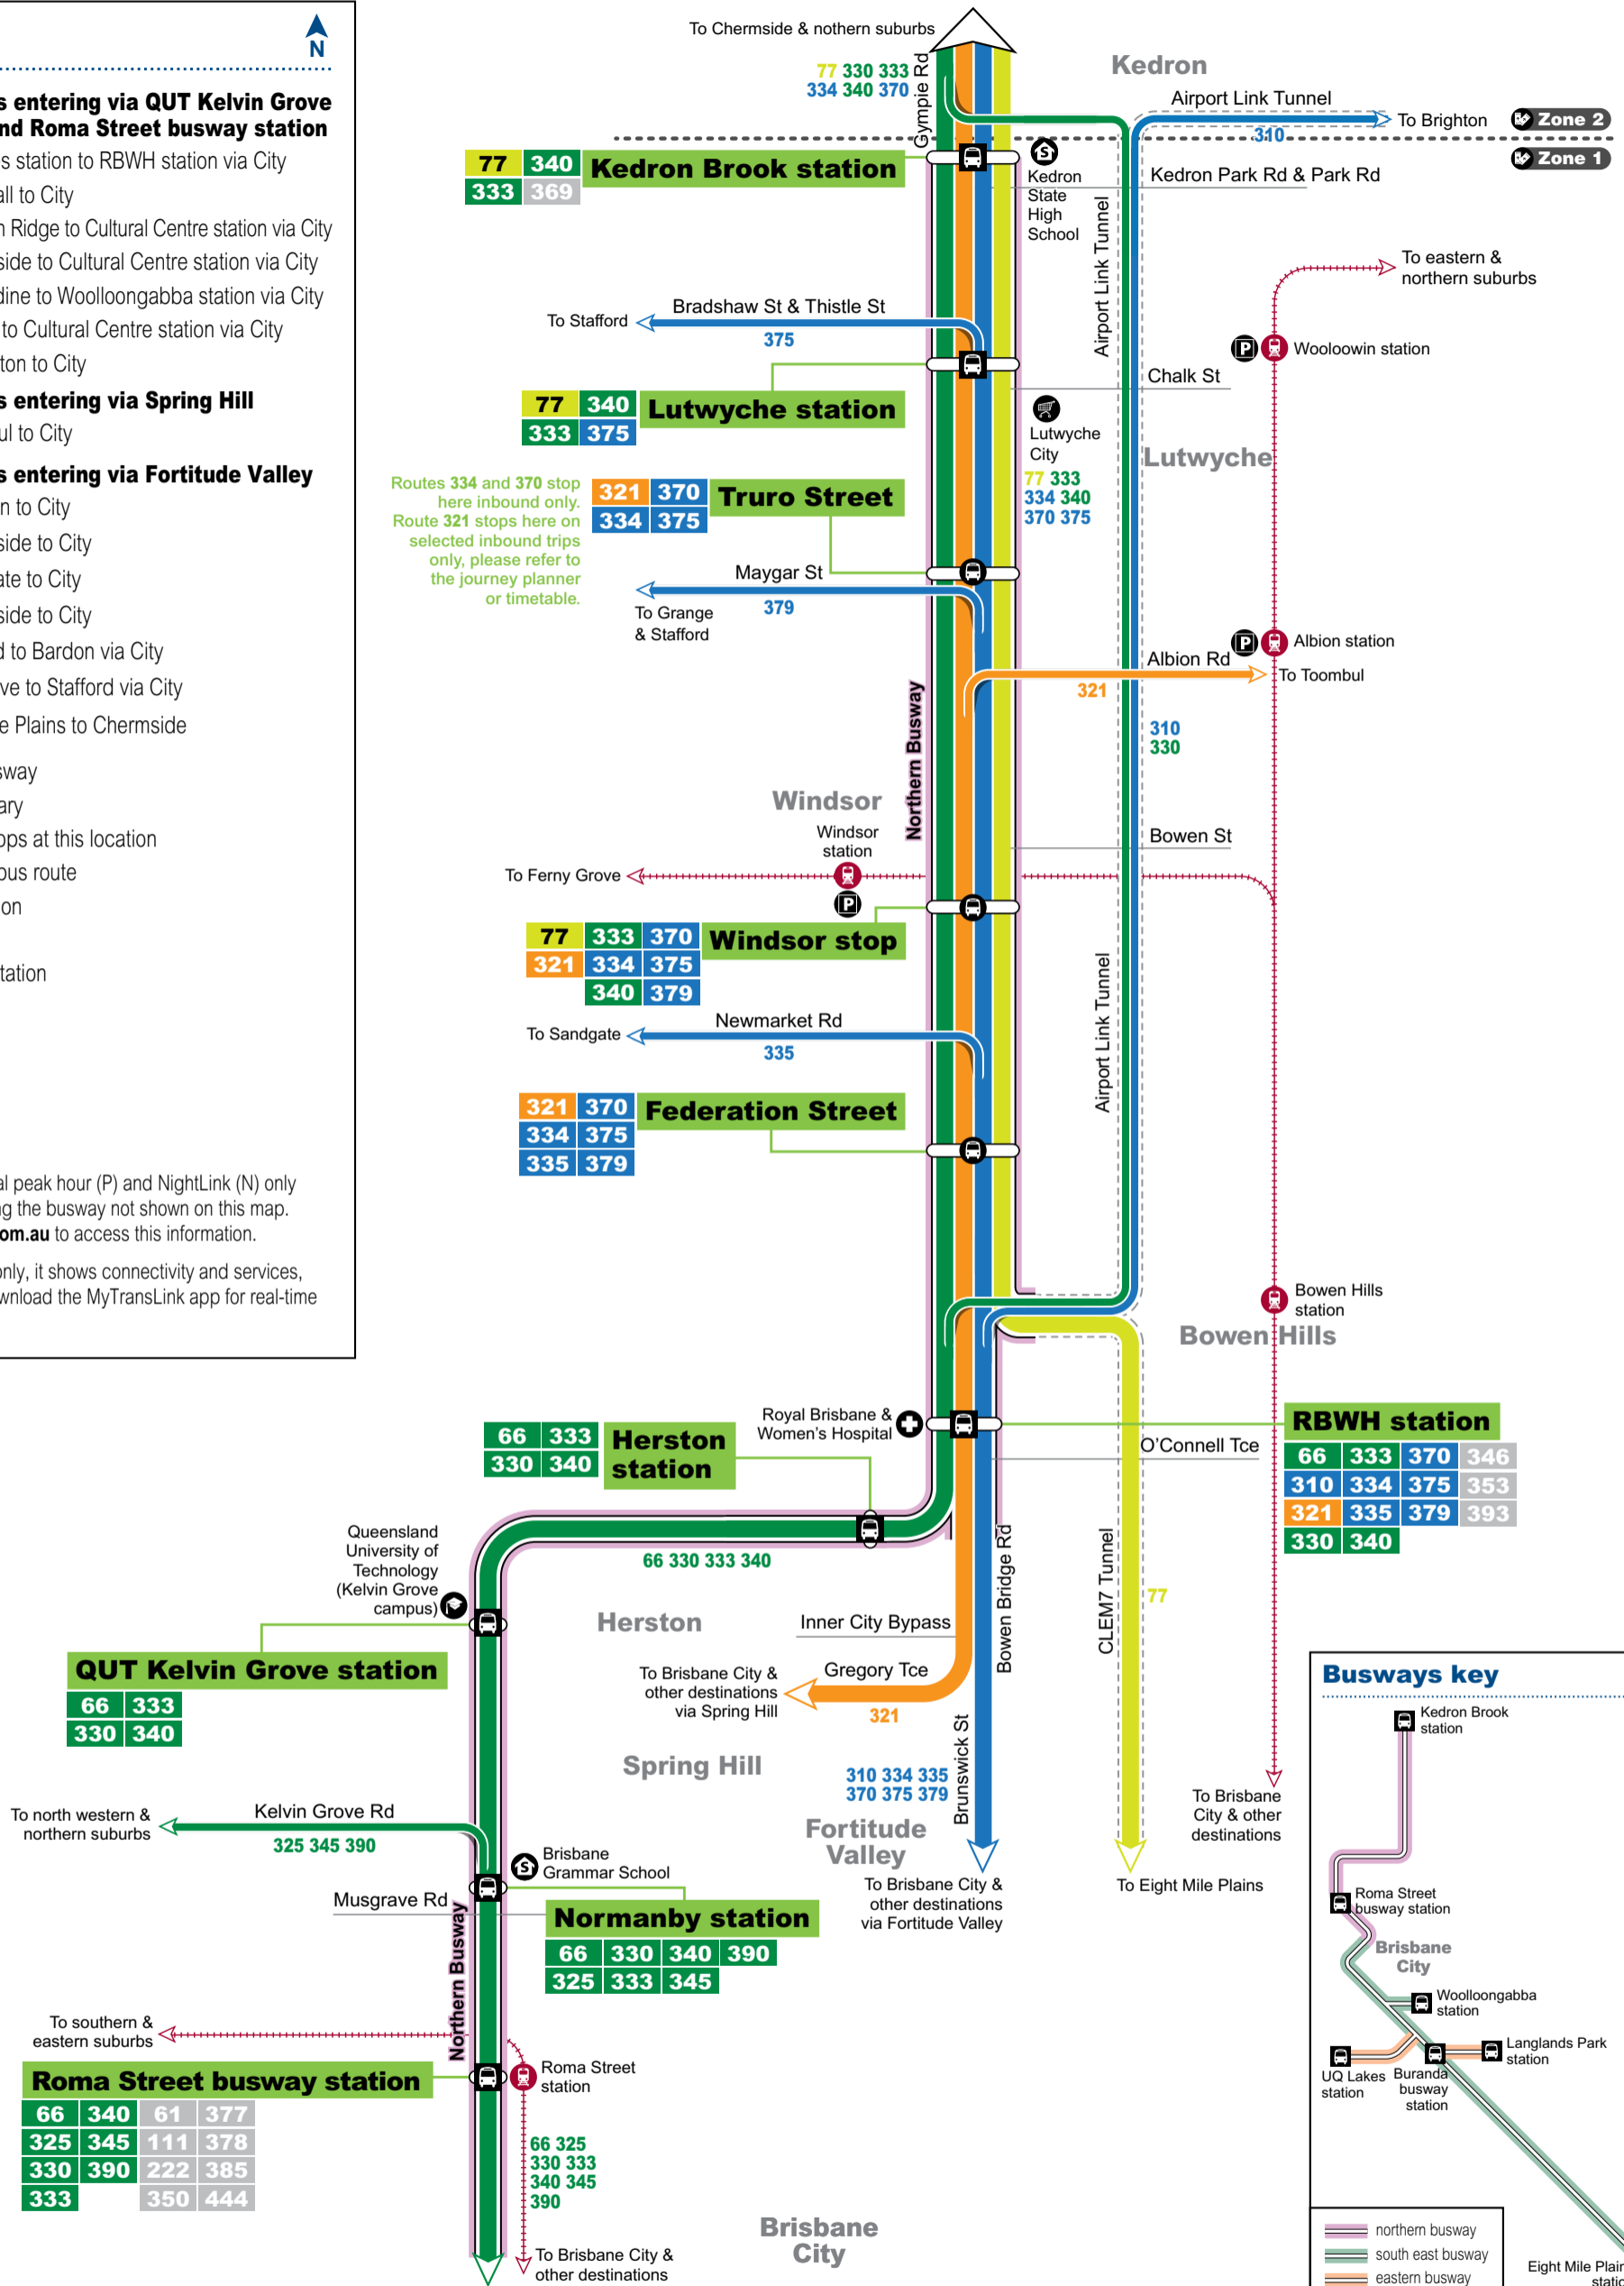 N
s entering via QUT Kelvin Grove
nd Roma Street busway station
s station to RBWH station via City
all to City
n Ridge to Cultural Centre station via City
side to Cultural Centre station via City
dine to Woolloongabba station via City
to Cultural Centre station via City
ton to City
s entering via Spring Hill
ul to City
s entering via Fortitude Valley
n to City
side to City
ate to City
side to City
d to Bardon via City
ve to Stafford via City
e Plains to Chermside
sway
ary
ops at this location
ous route
on
tation
al peak hour (P) and NightLink (N) only
ng the busway not shown on this map.
om.au to access this information.
only, it shows connectivity and services,
wnload the MyTransLink app for real-time
To Chermside & nothern suburbs
77 330 333
334 340 370
Gympie Rd
Kedron
Airport Link Tunnel
310
To Brighton
Zone 2
Zone 1
77 340
333 369
Kedron Brook station
S
Kedron
State
High
School
Kedron Park Rd & Park Rd
Airport Link Tunnel
To eastern &
northern suburbs
To Stafford
Bradshaw St & Thistle St
375
P
Wooloowin station
Chalk St
77 340
333 375
Lutwyche station
Lutwyche
City
Lutwyche
77 333
334 340
370 375
Routes 334 and 370 stop
here inbound only.
Route 321 stops here on
selected inbound trips
only, please refer to
the journey planner
or timetable.
321 370
334 375
Truro Street
Maygar St
379
To Grange
& Stafford
P
Albion station
Albion Rd
321
To Toombul
310
330
Northern Busway
Windsor
Windsor
station
P
Bowen St
To Ferny Grove
77 333 370
321 334 375
340 379
Windsor stop
Airport Link Tunnel
Newmarket Rd
To Sandgate
335
321 370
334 375
335 379
Federation Street
Bowen Hills
station
Bowen Hills
Royal Brisbane &
Women's Hospital
RBWH station
66 333 370 346
310 334 375 353
321 335 379 393
330 340
O'Connell Tce
66 333
330 340
Herston
station
66 330 333 340
Queensland
University of
Technology
(Kelvin Grove
campus)
Herston
Bowen Bridge Rd
CLEM7 Tunnel
77
Inner City Bypass
QUT Kelvin Grove station
66 333
330 340
To Brisbane City &
other destinations
via Spring Hill
Gregory Tce
321
Spring Hill
310 334 335
370 375 379
Brunswick St
Fortitude
Valley
To Brisbane City &
other destinations
via Fortitude Valley
To Eight Mile Plains
To Brisbane
City & other
destinations
To north western &
northern suburbs
Kelvin Grove Rd
325 345 390
S
Brisbane
Grammar School
Musgrave Rd
Normanby station
66 330 340 390
325 333 345
Northern Busway
To southern &
eastern suburbs
Roma Street busway station
66 340 61 377
325 345 111 378
330 390 222 385
333 350 444
Roma Street
station
66 325
330 333
340 345
390
Brisbane
City
To Brisbane City &
other destinations
Busways key
Kedron Brook
station
Roma Street
busway station
Brisbane
City
Woolloongabba
station
Langlands Park
station
UQ Lakes
station
Buranda
busway
station
northern busway
south east busway
eastern busway
Eight Mile Plain
static